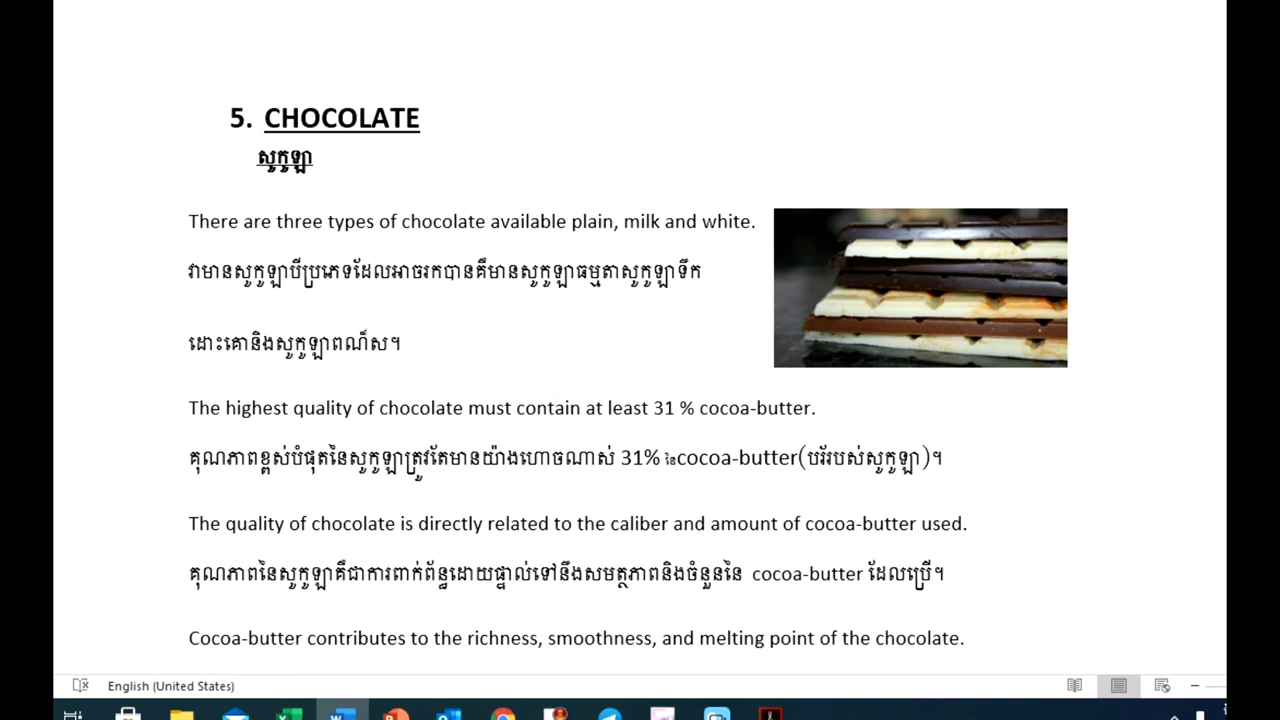 5. CHOCOLATE
សូកូឡា
There are three types of chocolate available plain, milk and white.
វាមានសូកូឡាបីប្រភេទដែលអាចរកបានគឺមានសូកូឡាធម្មតាសូកូឡាទឹក
ដោះគោនិងសូកូឡាពណ៌ស។
The highest quality of chocolate must contain at least 31 % cocoa-butter.
គុណភាពខ្ពស់បំផុតនៃសូកូឡាត្រូវតែមានយ៉ាងហោចណាស់ 31% នៃcocoa-butter(បរ័របស់សូកូឡា)។
The quality of chocolate is directly related to the caliber and amount of cocoa-butter used.
គុណភាពនៃសូកូឡាគឺជាការពាក់ព័ន្ធដោយផ្ទាល់ទៅនឹងសមត្ថភាពនិងចំនួននៃ cocoa-butter ដែលប្រើ។
Cocoa-butter contributes to the richness, smoothness, and melting point of the chocolate.
English (United States)